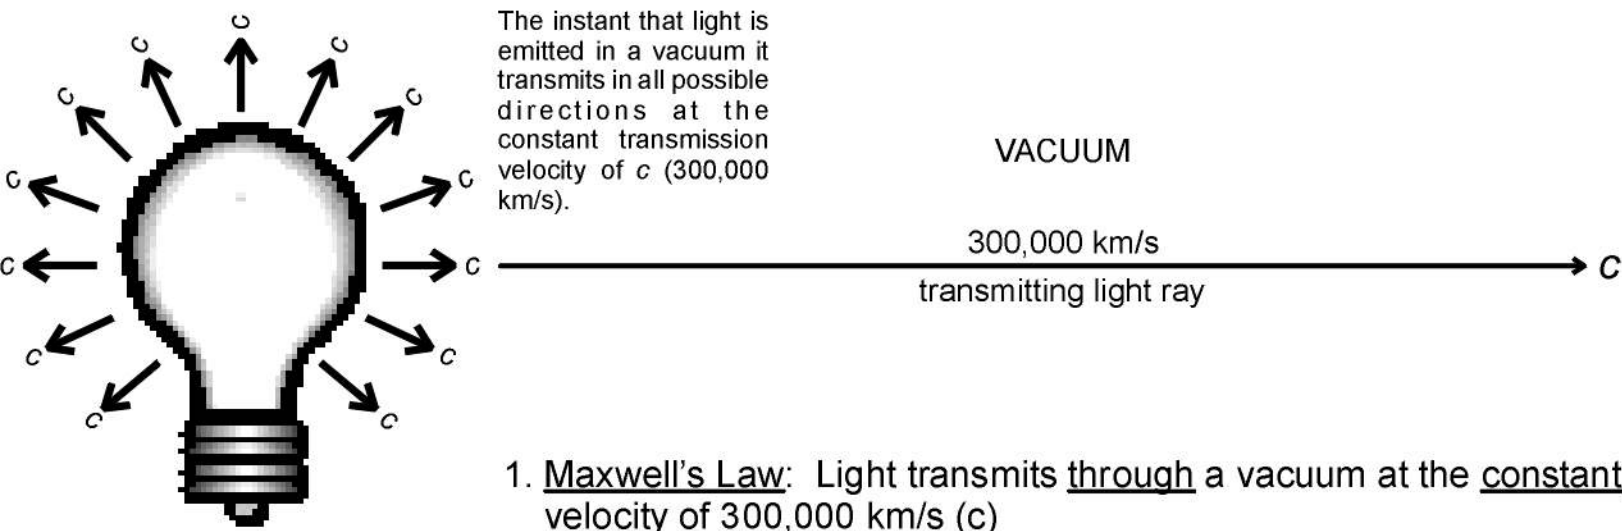 c
c
c
c
c
c
c
c
c
c
c
c
c
The instant that light is
emitted in a vacuum it
transmits in all possible
directions at the
constant transmission
velocity of c (300,000
km/s).
VACUUM
300,000 km/s
c
transmitting light ray
1. Maxwell's Law: Light transmits through a vacuum at the constant
velocity of 300,000 km/s (c)